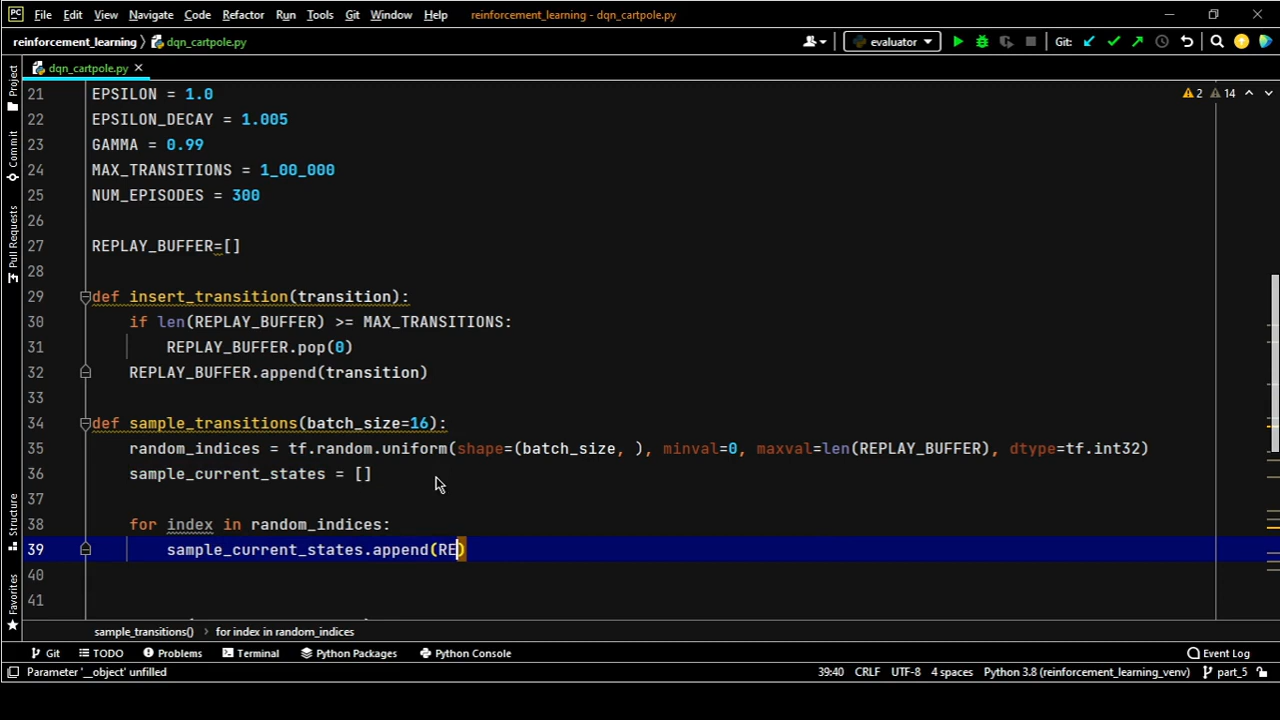 PC File Edit View Navigate Code Refactor Run Tools Git Window Help reinforcement_learning - dqn_cartpole.py
reinforcement_learning dqn_cartpole.py evaluator Git:
dqn_cartpole.py
21 EPSILON = 1.0
22 EPSILON_DECAY = 1.005
23 GAMMA = 0.99
24 MAX_TRANSITIONS = 1_00_000
25 NUM_EPISODES = 300
26
27 REPLAY_BUFFER=[]
28
29 def insert_transition(transition):
30 if len(REPLAY_BUFFER) >= MAX_TRANSITIONS:
31 REPLAY_BUFFER.pop(0)
32 REPLAY_BUFFER.append(transition)
33
34 def sample_transitions(batch_size=16):
35 random_indices = tf.random.uniform(shape=(batch_size, ), minval=0, maxval=len(REPLAY_BUFFER), dtype=tf.int32)
36 sample_current_states = []
37
38 for index in random_indices:
39 sample_current_states.append(RE)
40
41
2 14
Project
Commit
Pull Requests
Structure
Favorites
sample_transitions() for index in random_indices
Git TODO Problems Terminal Python Packages Python Console Event Log
Parameter '__object' unfilled 39:40 CRLF UTF-8 4 spaces Python 3.8 (reinforcement_learning_venv) part_5